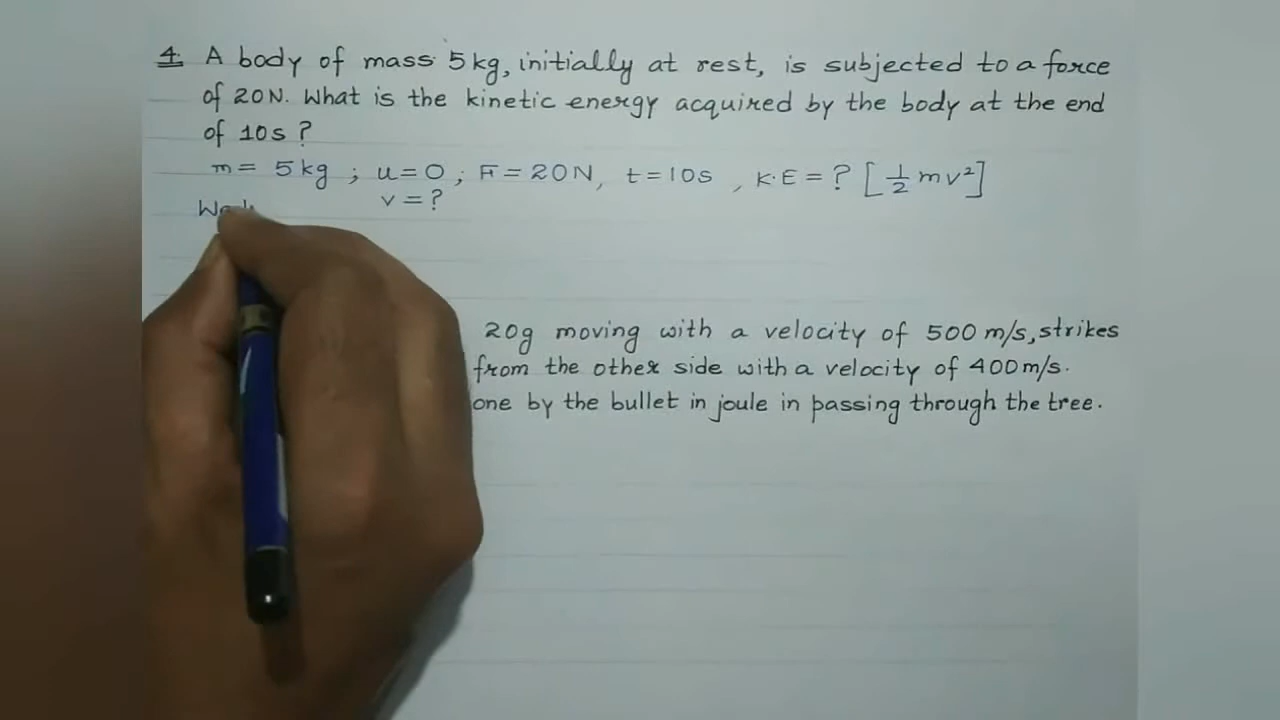 4. A body of mass 5kg, initially at rest, is subjected to a force
of 20N. What is the kinetic energy acquired by the body at the end
of 10s ?
m = 5 kg ; u = 0 ; F = 20N, t = 10s , K.E = ? [½ mv²]
v = ?
20g moving with a velocity of 500 m/s, strikes
from the other side with a velocity of 400 m/s.
one by the bullet in joule in passing through the tree.